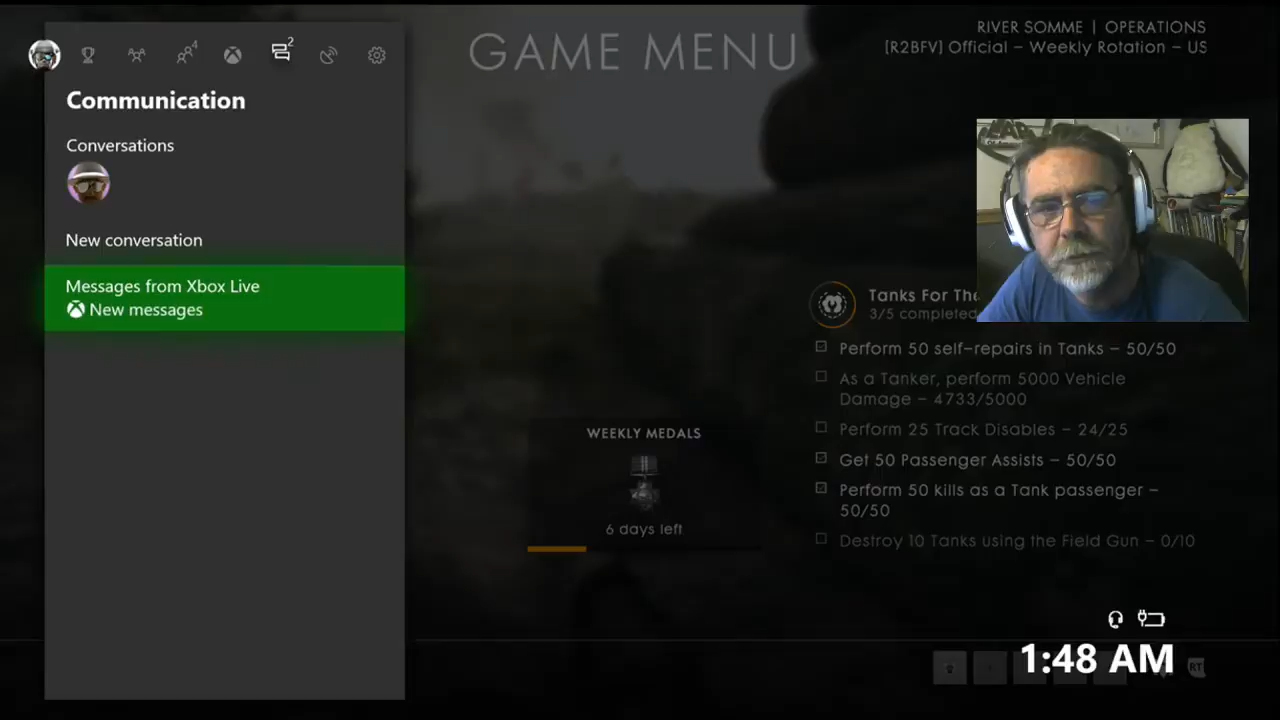 GAME MENU
RIVER SOMME | OPERATIONS
[R2BFV] Official - Weekly Rotation - US
4
2
Communication
Conversations
New conversation
Messages from Xbox Live
New messages
WEEKLY MEDALS
6 days left
Tanks For The
3/5 completed
Perform 50 self-repairs in Tanks - 50/50
As a Tanker, perform 5000 Vehicle
Damage - 4733/5000
Perform 25 Track Disables - 24/25
Get 50 Passenger Assists - 50/50
Perform 50 kills as a Tank passenger -
50/50
Destroy 10 Tanks using the Field Gun - 0/10
1:48 AM
RT